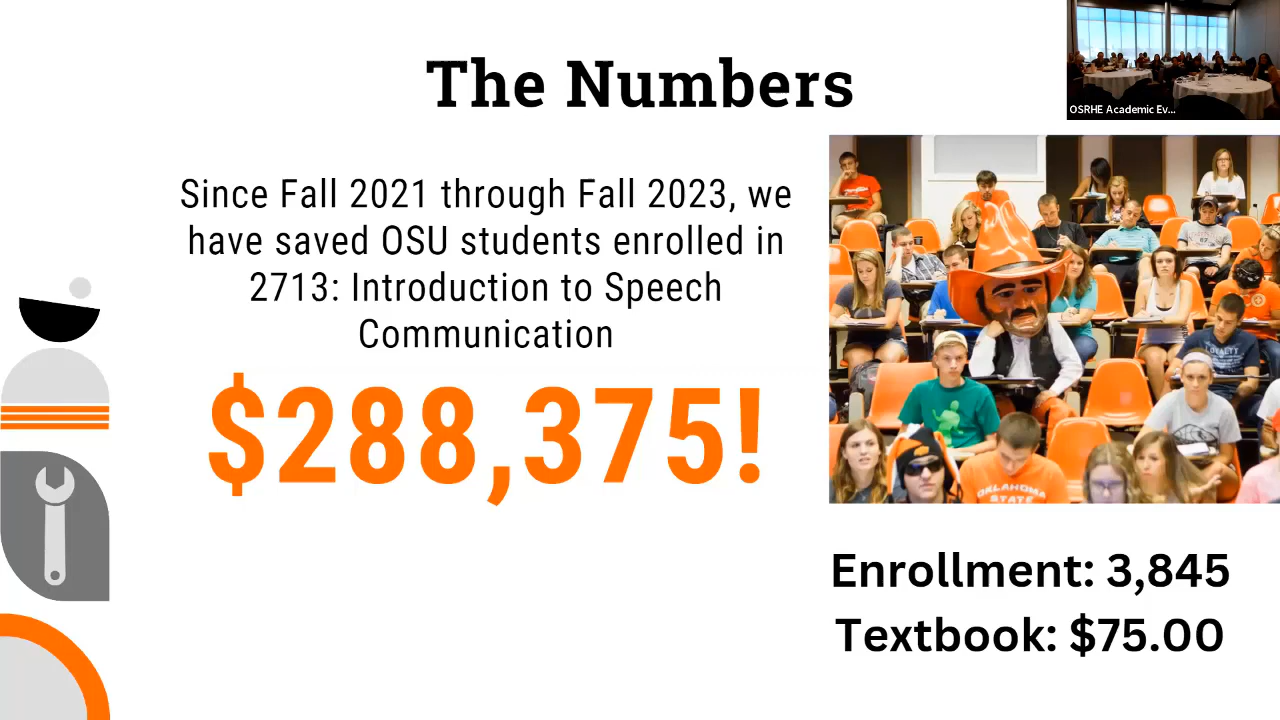 The Numbers
OSRHE Academic Ev...
Since Fall 2021 through Fall 2023, we
have saved OSU students enrolled in
2713: Introduction to Speech
Communication
$288,375!
LOYALTY
OKLAHOMA
STATE
Enrollment: 3,845
Textbook: $75.00